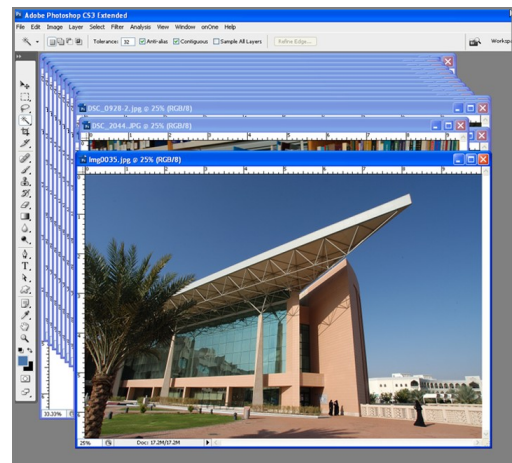 Adobe Photoshop CS3 Extended
File Edit Image Layer Select Filter Analysis View Window onOne Help
Tolerance: 32 Anti-alias Contiguous Sample All Layers Refine Edge... Workspa
DSC_0928-2.jpg @ 25% (RGB/8)
DSC_2044.JPG @ 25% (RGB/8)
Img0035.jpg @ 25% (RGB/8)
33.33%
25% Doc: 17.2M/17.2M